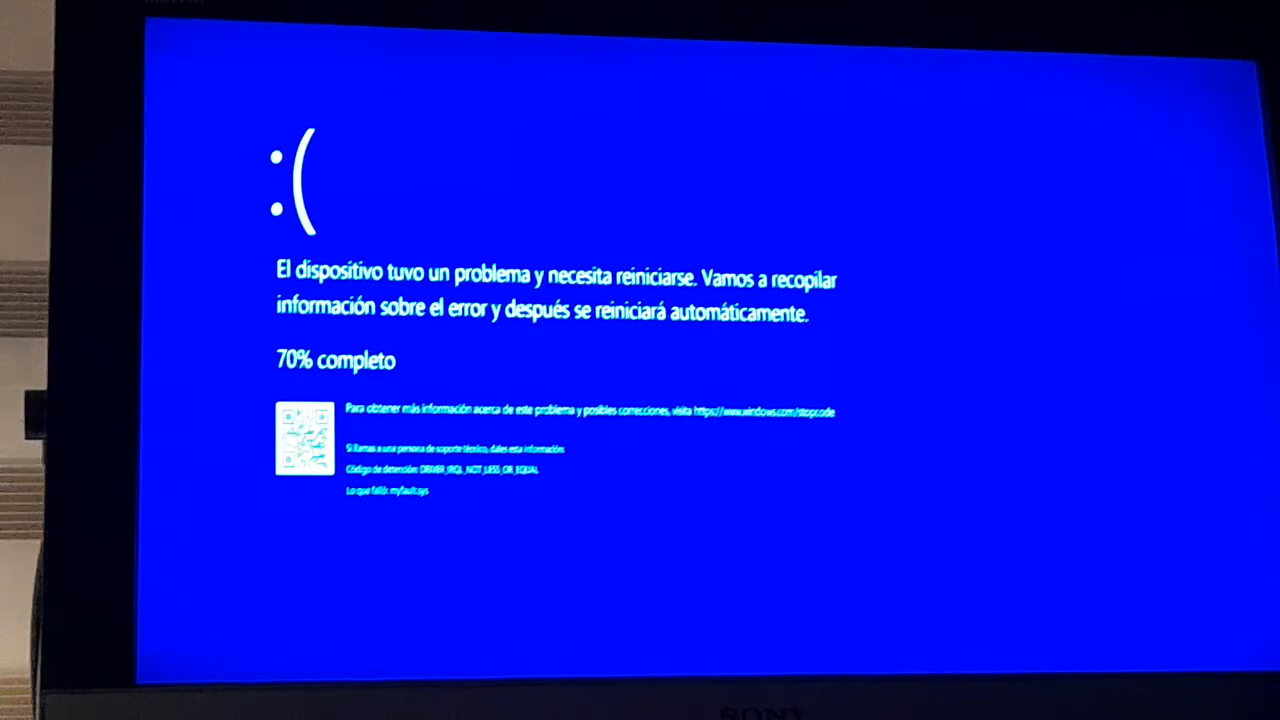 :(
El dispositivo tuvo un problema y necesita reiniciarse. Vamos a recopilar
información sobre el error y después se reiniciará automáticamente.
70% completo
Para obtener más información acerca de este problema y posibles correcciones, visita https://www.windows.com/stopcode
Si llamas a una persona de soporte técnico, dales esta información:
Código de detención: DRIVER_IRQL_NOT_LESS_OR_EQUAL
Lo que falló: myfault.sys
SONY